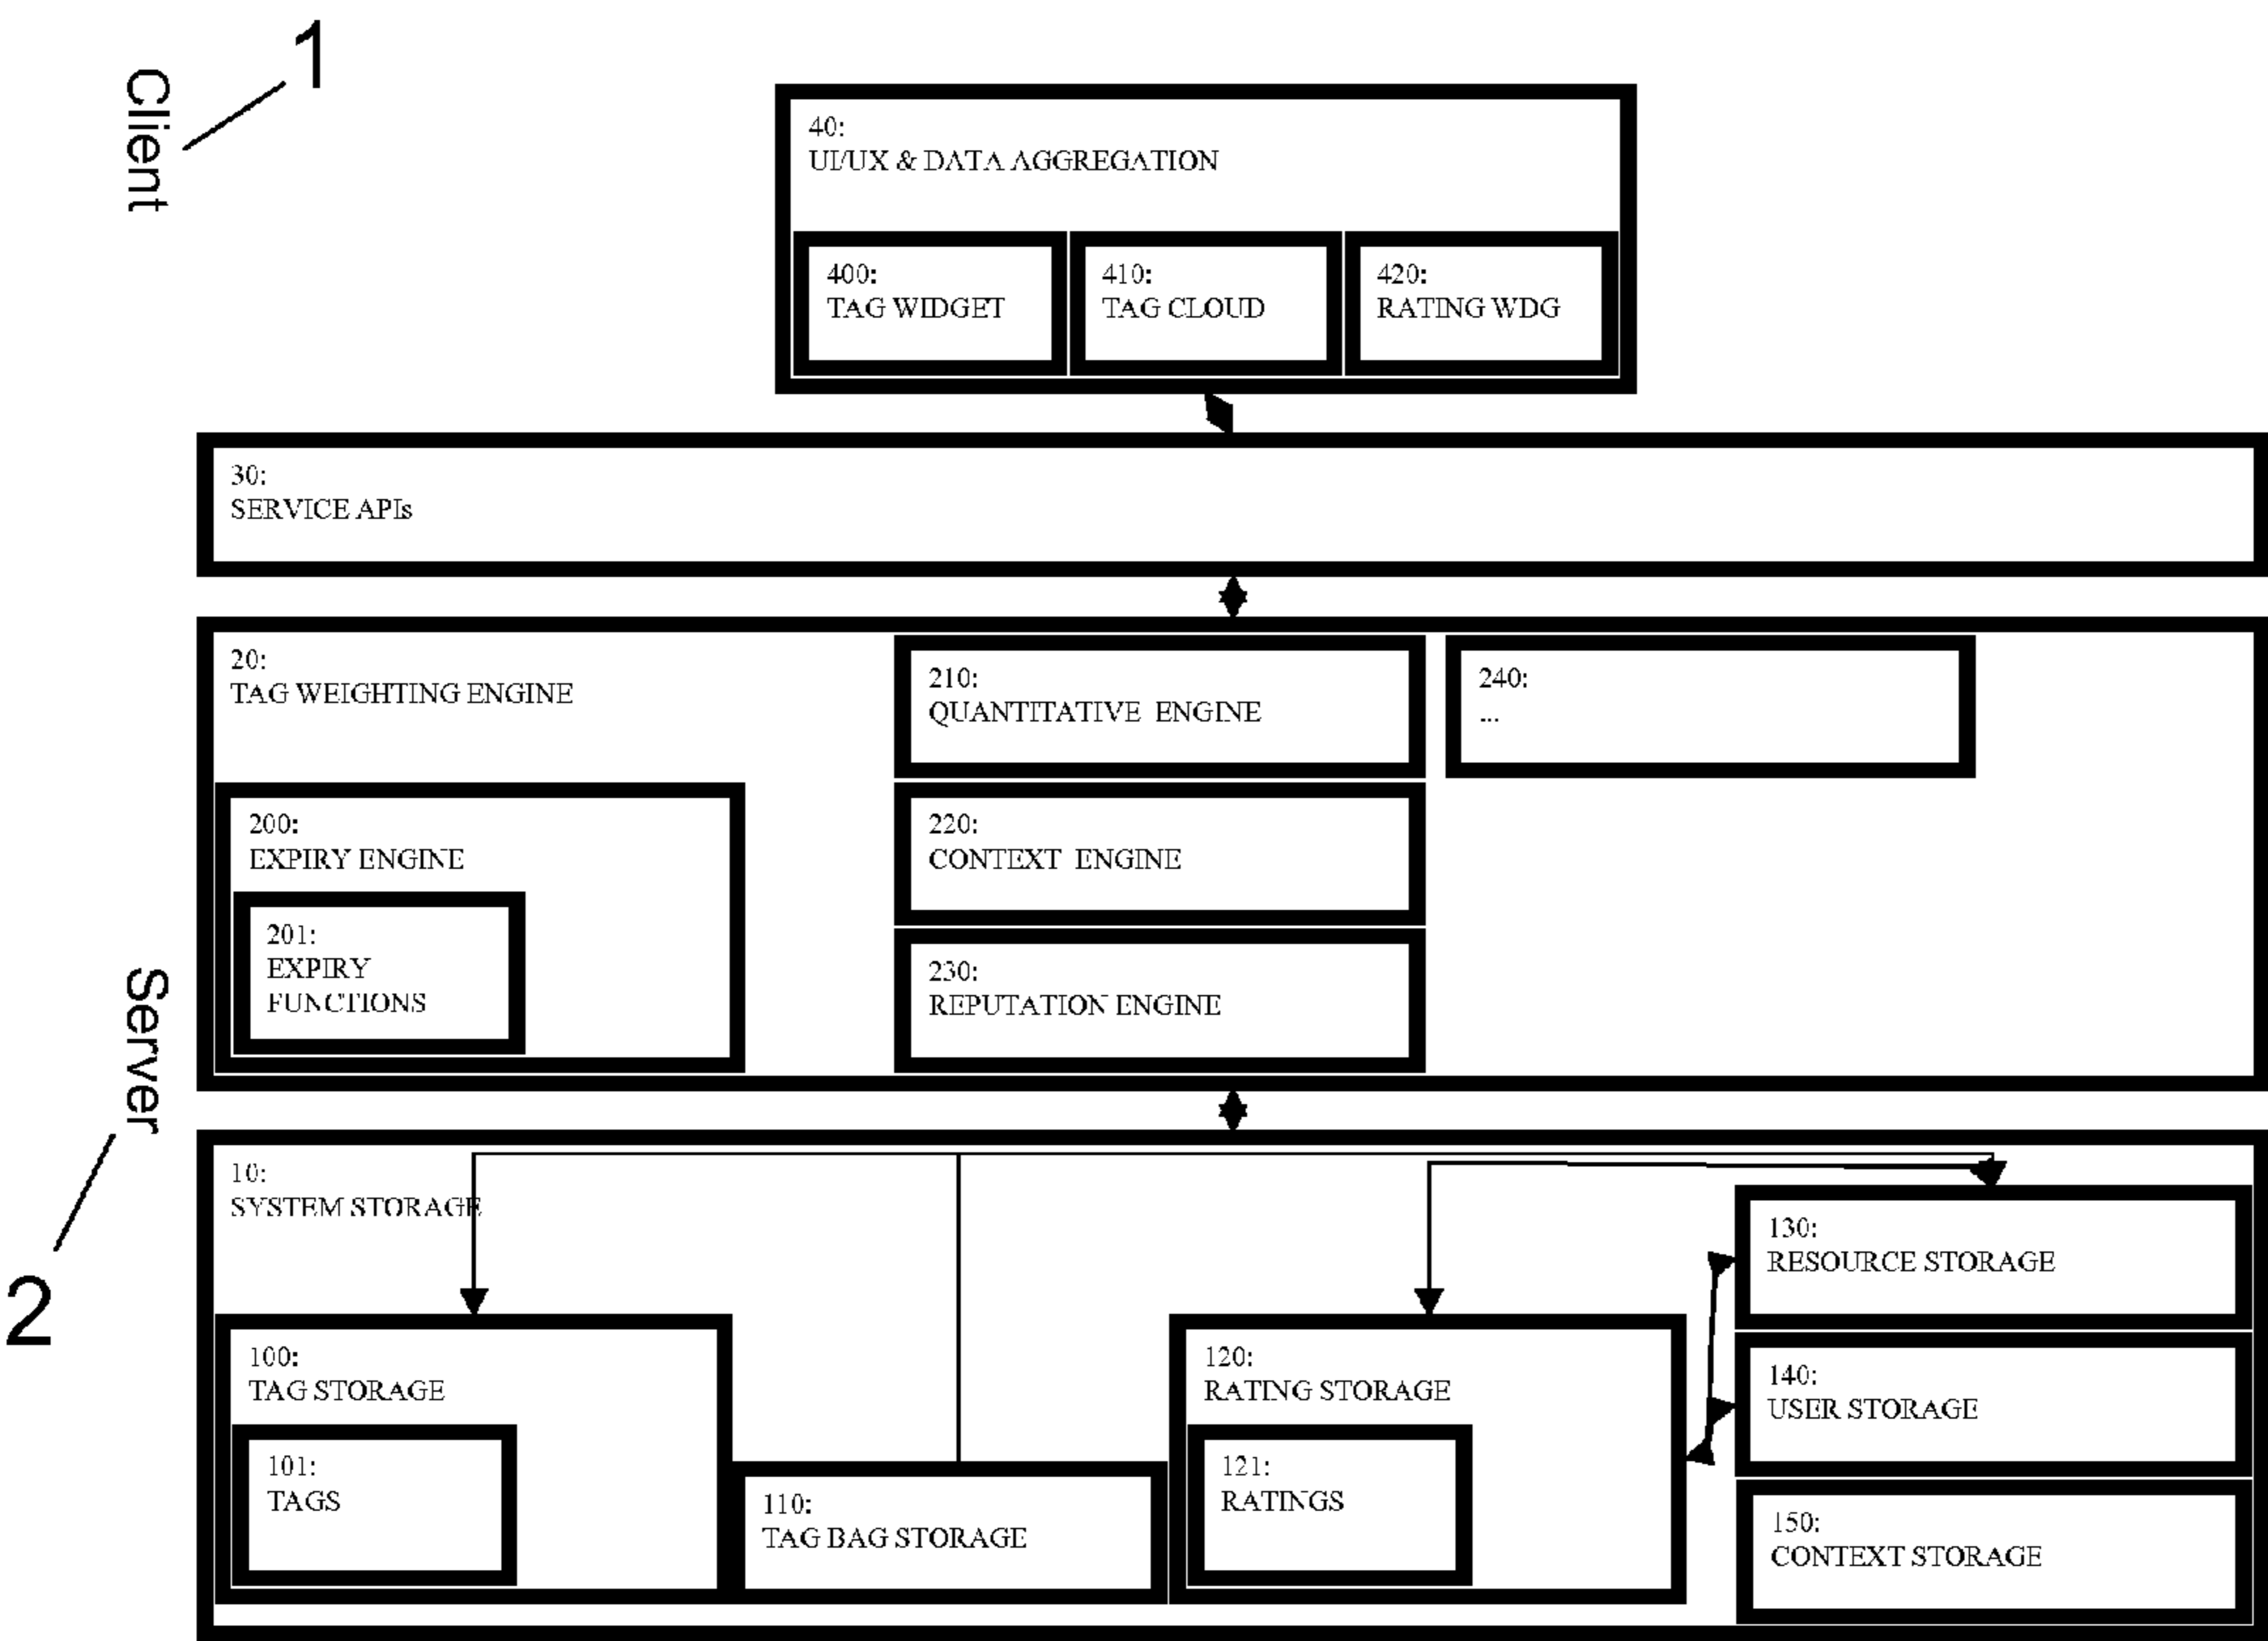 1
Client
40:
UI/UX & DATA AGGREGATION
400:
TAG WIDGET
410:
TAG CLOUD
420:
RATING WDG
30:
SERVICE APIs
20:
TAG WEIGHTING ENGINE
210:
QUANTITATIVE ENGINE
240:
...
200:
EXPIRY ENGINE
220:
CONTEXT ENGINE
201:
EXPIRY
FUNCTIONS
230:
REPUTATION ENGINE
Server
2
10:
SYSTEM STORAGE
130:
RESOURCE STORAGE
100:
TAG STORAGE
120:
RATING STORAGE
140:
USER STORAGE
101:
TAGS
110:
TAG BAG STORAGE
121:
RATINGS
150:
CONTEXT STORAGE